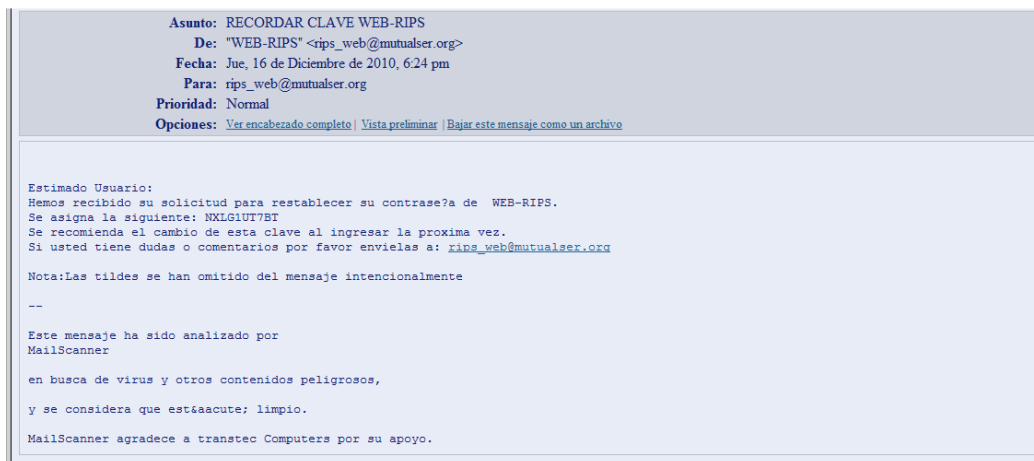 Asunto: RECORDAR CLAVE WEB-RIPS
De: "WEB-RIPS" <rips_web@mutualser.org>
Fecha: Jue, 16 de Diciembre de 2010, 6:24 pm
Para: rips_web@mutualser.org
Prioridad: Normal
Opciones: Ver encabezado completo | Vista preliminar | Bajar este mensaje como un archivo
Estimado Usuario:
Hemos recibido su solicitud para restablecer su contrase?a de WEB-RIPS.
Se asigna la siguiente: NXLG1UT7BT
Se recomienda el cambio de esta clave al ingresar la proxima vez.
Si usted tiene dudas o comentarios por favor envielas a: rips_web@mutualser.org
Nota:Las tildes se han omitido del mensaje intencionalmente
--
Este mensaje ha sido analizado por
MailScanner
en busca de virus y otros contenidos peligrosos,
y se considera que est&aacute; limpio.
MailScanner agradece a transtec Computers por su apoyo.